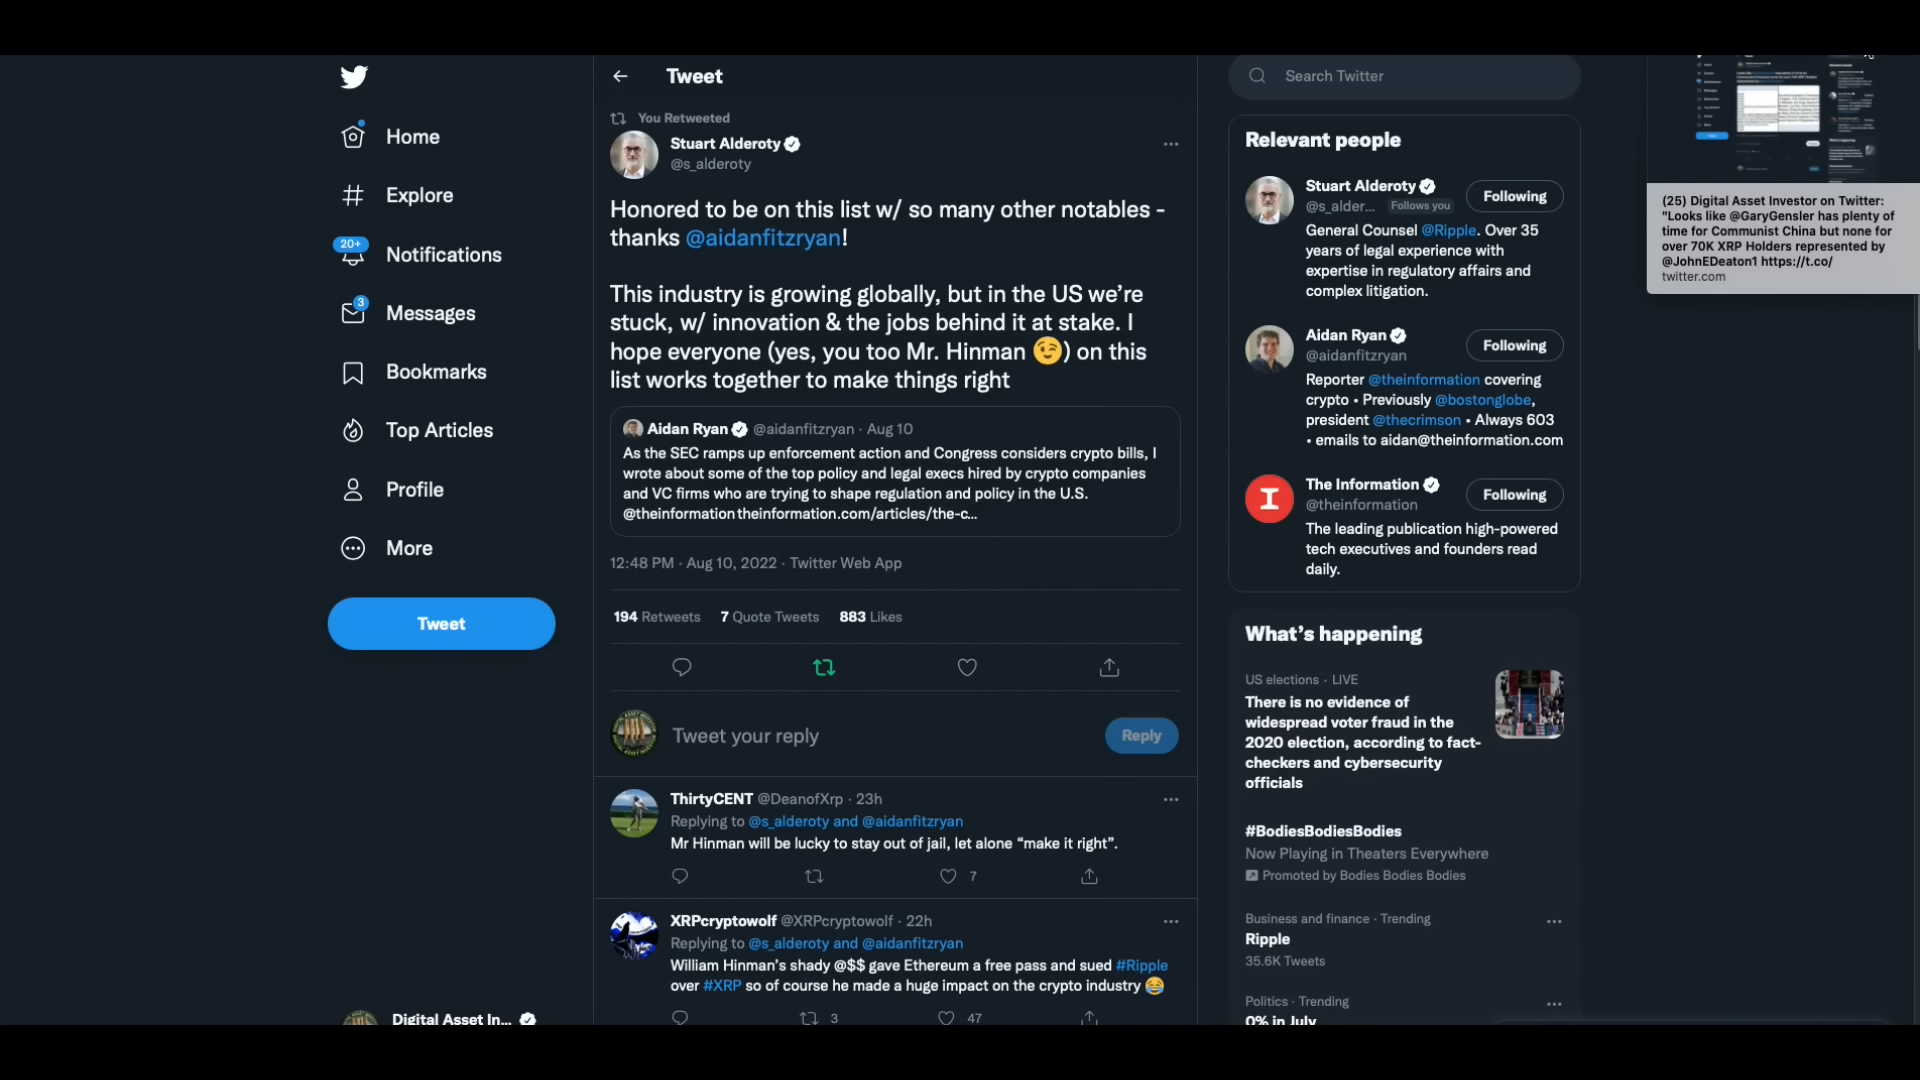 Home
Explore
20+
Notifications
3
Messages
Bookmarks
Top Articles
Profile
More
Tweet
Digital Asset In...
Tweet
You Retweeted
Stuart Alderoty
@s_alderoty
Honored to be on this list w/ so many other notables -
thanks @aidanfitzryan!
This industry is growing globally, but in the US we’re
stuck, w/ innovation & the jobs behind it at stake. I
hope everyone (yes, you too Mr. Hinman 😉) on this
list works together to make things right
Aidan Ryan @aidanfitzryan · Aug 10
As the SEC ramps up enforcement action and Congress considers crypto bills, I
wrote about some of the top policy and legal execs hired by crypto companies
and VC firms who are trying to shape regulation and policy in the U.S.
@theinformation theinformation.com/articles/the-c...
12:48 PM · Aug 10, 2022 · Twitter Web App
194 Retweets 7 Quote Tweets 883 Likes
Tweet your reply
Reply
ThirtyCENT @DeanofXrp · 23h
Replying to @s_alderoty and @aidanfitzryan
Mr Hinman will be lucky to stay out of jail, let alone “make it right”.
7
XRPcryptowolf @XRPcryptowolf · 22h
Replying to @s_alderoty and @aidanfitzryan
William Hinman’s shady @$$ gave Ethereum a free pass and sued #Ripple
over #XRP so of course he made a huge impact on the crypto industry 😂
3 47
Search Twitter
Relevant people
Stuart Alderoty
@s_alder... Follows you
Following
General Counsel @Ripple. Over 35
years of legal experience with
expertise in regulatory affairs and
complex litigation.
Aidan Ryan
@aidanfitzryan
Following
Reporter @theinformation covering
crypto • Previously @bostonglobe,
president @thecrimson • Always 603
• emails to aidan@theinformation.com
The Information
@theinformation
Following
The leading publication high-powered
tech executives and founders read
daily.
What’s happening
US elections · LIVE
There is no evidence of
widespread voter fraud in the
2020 election, according to fact-
checkers and cybersecurity
officials
#BodiesBodiesBodies
Now Playing in Theaters Everywhere
Promoted by Bodies Bodies Bodies
Business and finance · Trending
Ripple
35.6K Tweets
Politics · Trending
0% in July
(25) Digital Asset Investor on Twitter:
"Looks like @GaryGensler has plenty of
time for Communist China but none for
over 70K XRP Holders represented by
@JohnEDeaton1 https://t.co/
twitter.com